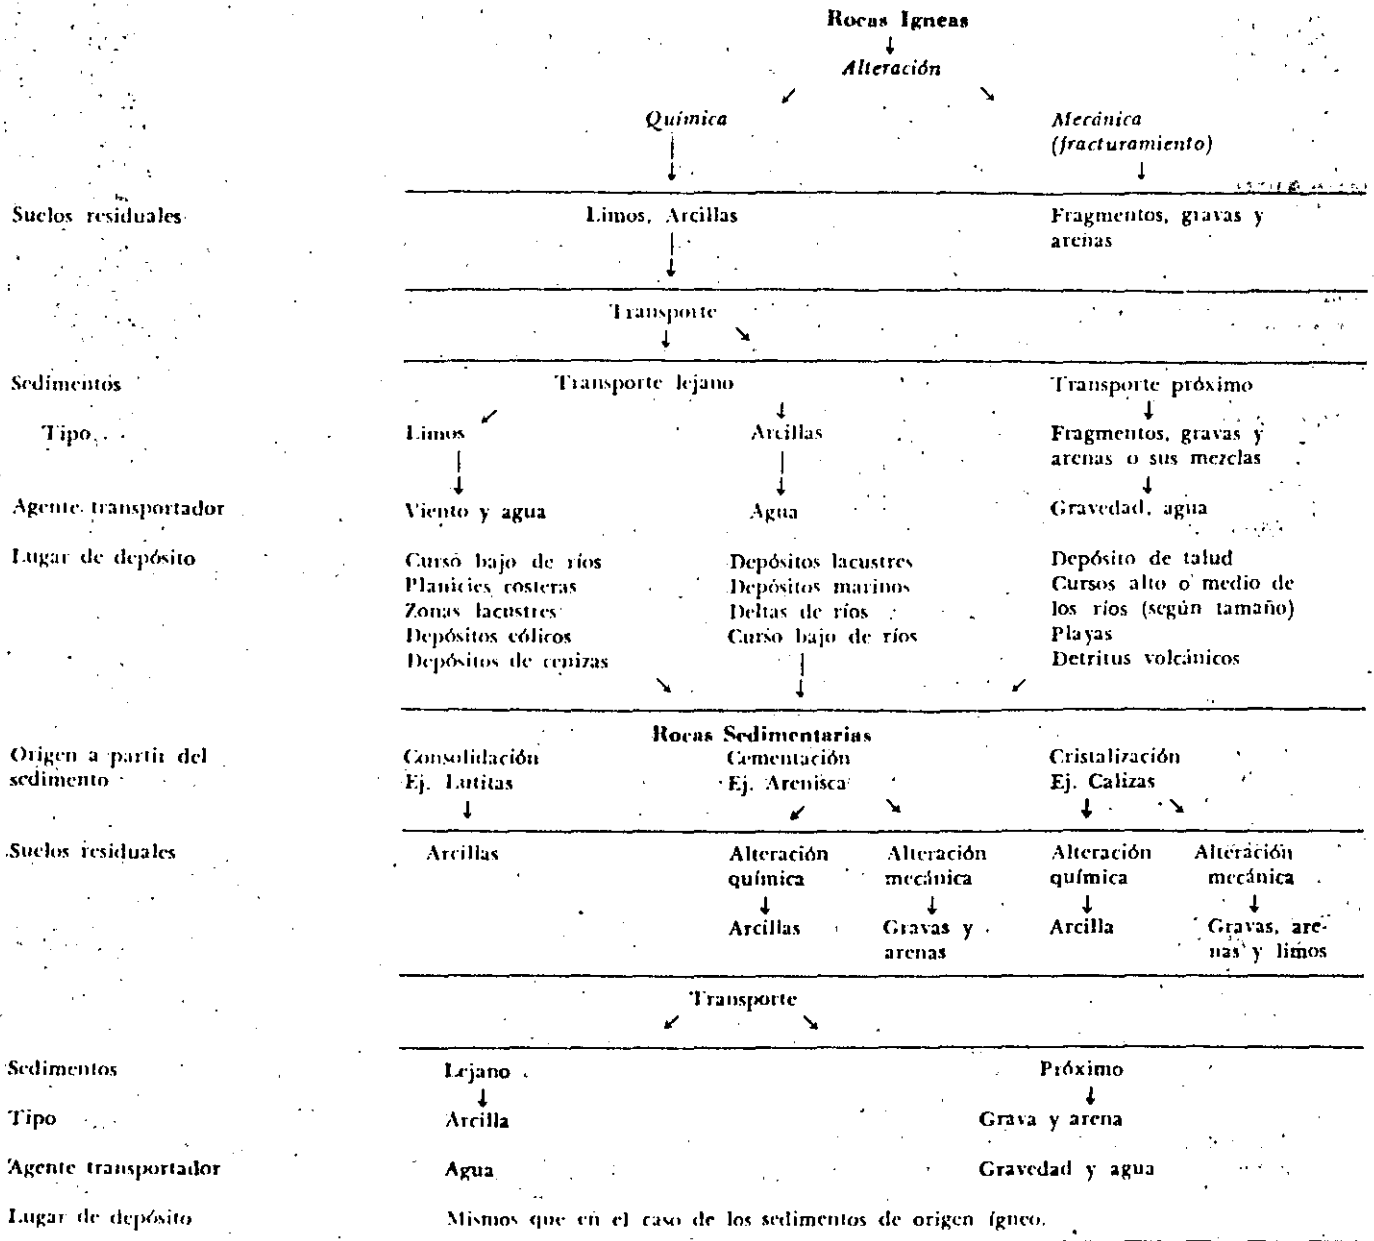 Rocas Igneas
Alteración
Química
Mecánica
(fracturamiento)
Suelos residuales
Limos, Arcillas
Fragmentos, gravas y
arenas
Transporte
Sedimentos
Transporte lejano
Transporte próximo
Tipo
Limos
Arcillas
Fragmentos, gravas y
arenas o sus mezclas
Agente transportador
Viento y agua
Agua
Gravedad, agua
Lugar de depósito
Curso bajo de ríos
Planicies costeras
Zonas lacustres
Depósitos eólicos
Depósitos de cenizas
Depósitos lacustres
Depósitos marinos
Deltas de ríos
Curso bajo de ríos
Depósito de talud
Cursos alto o medio de
los ríos (según tamaño)
Playas
Detritus volcánicos
Rocas Sedimentarias
Origen a partir del
sedimento
Consolidación
Ej. Lutitas
Cementación
Ej. Arenisca
Cristalización
Ej. Calizas
Suelos residuales
Arcillas
Alteración
química
Arcillas
Alteración
mecánica
Gravas y
arenas
Alteración
química
Arcilla
Alteración
mecánica
Gravas, are-
nas y limos
Transporte
Sedimentos
Lejano
Próximo
Tipo
Arcilla
Grava y arena
Agente transportador
Agua
Gravedad y agua
Lugar de depósito
Mismos que en el caso de los sedimentos de origen ígneo.